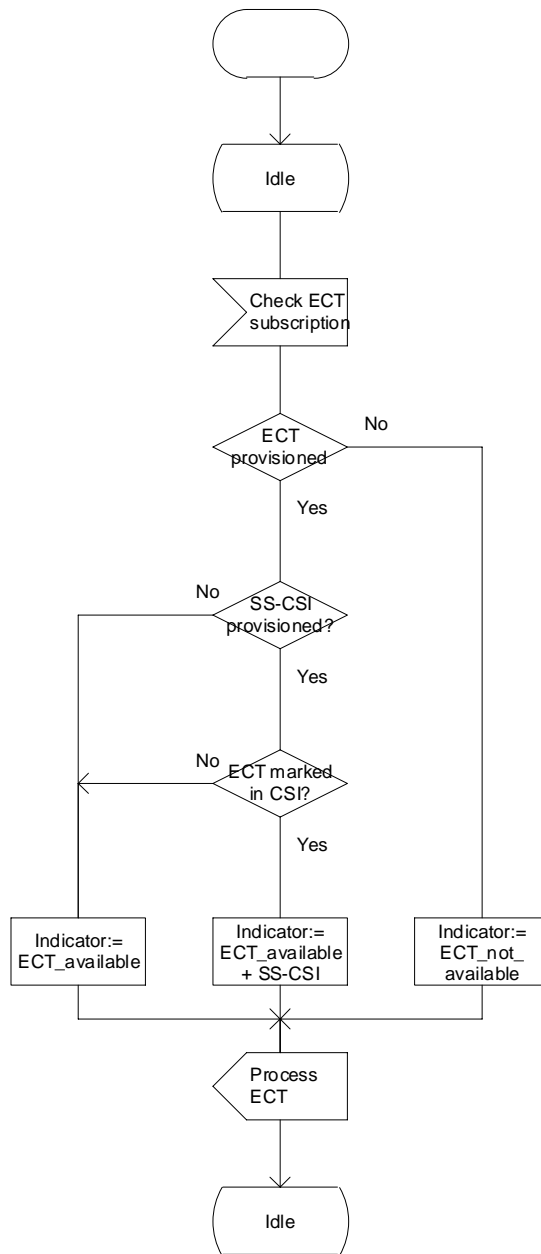 Idle
Check ECT
subscription
ECT
provisioned
No
Yes
No
SS-CSI
provisioned?
Yes
No
ECT marked
in CSI?
Yes
Indicator:=
ECT_available
Indicator:=
ECT_available
+ SS-CSI
Indicator:=
ECT_not_
available
Process
ECT
Idle